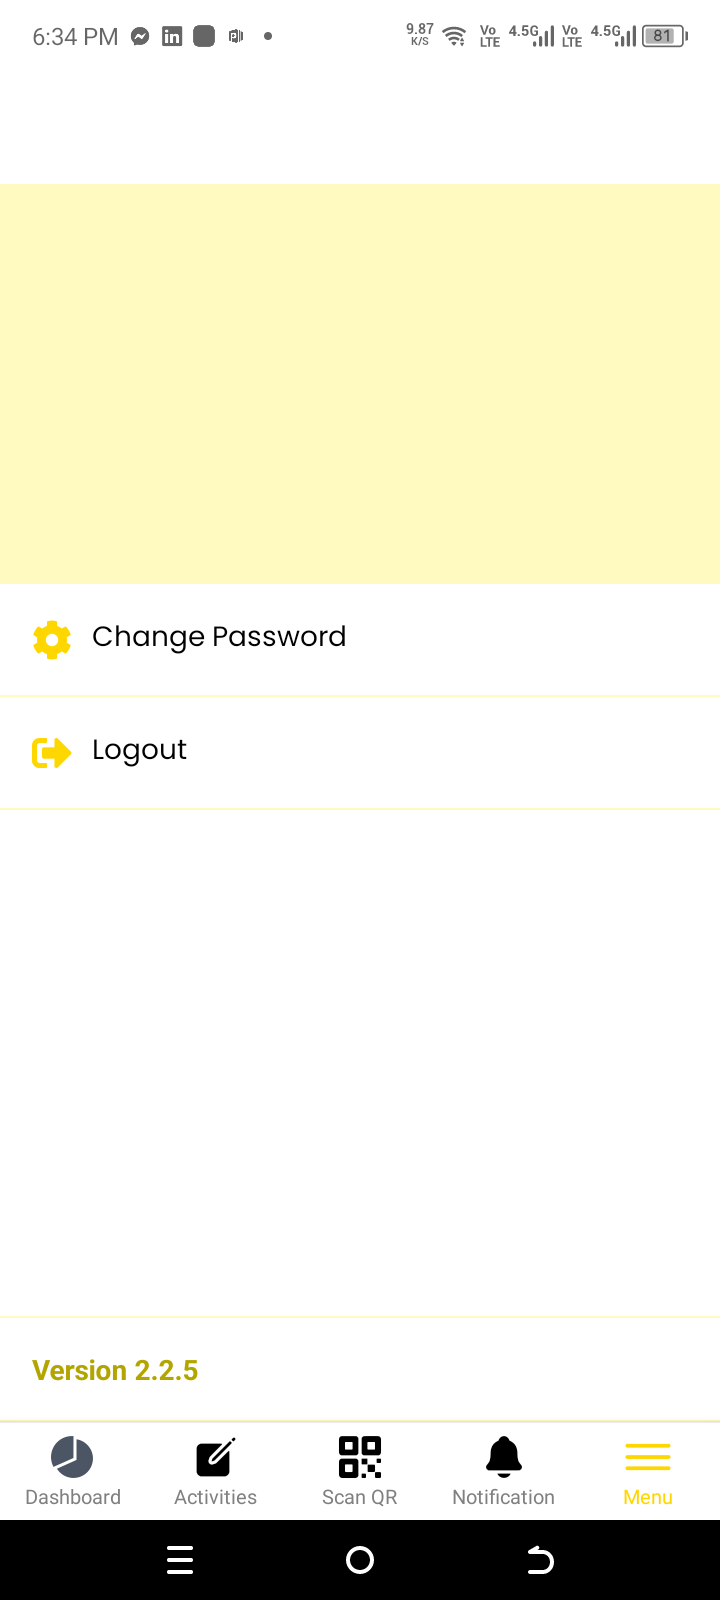 6:34 PM
9.87 K/S Vo LTE 4.5G Vo LTE 4.5G 81
Change Password
Logout
Version 2.2.5
Dashboard Activities Scan QR Notification Menu